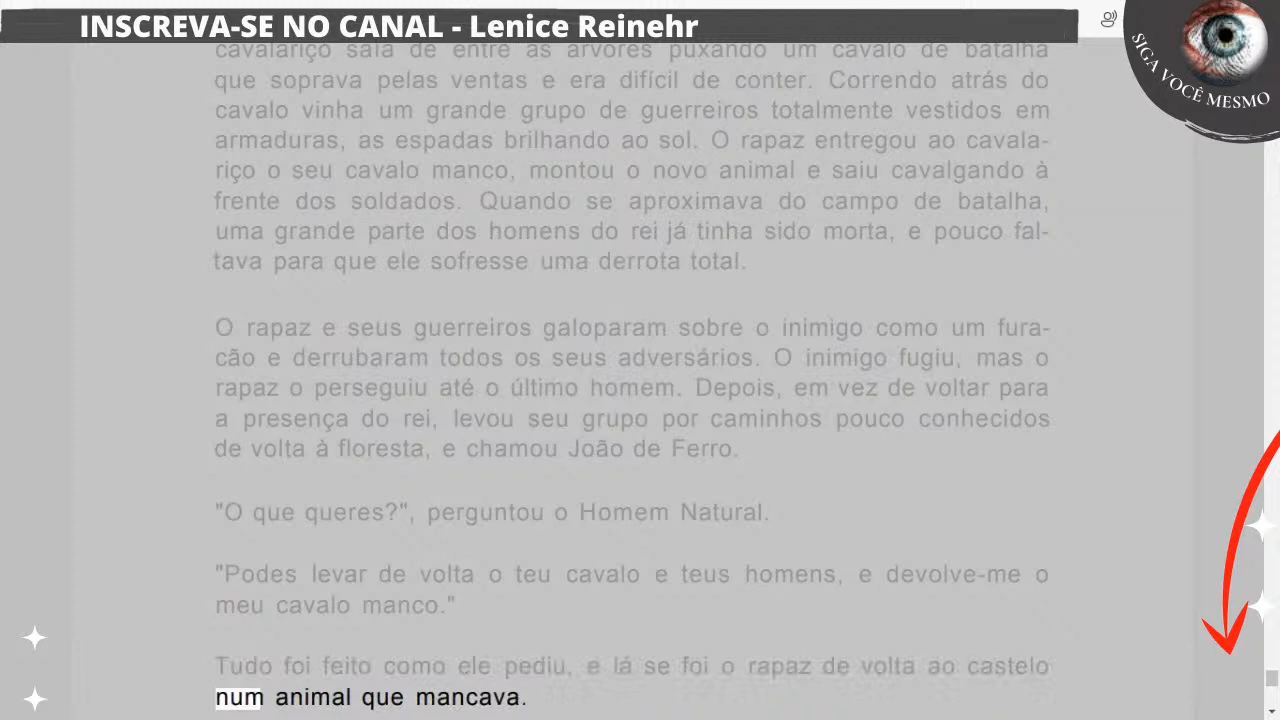 INSCREVA-SE NO CANAL - Lenice Reinehr
SIGA VOCÊ MESMO
cavalariço saía de entre as árvores puxando um cavalo de batalha
que soprava pelas ventas e era difícil de conter. Correndo atrás do
cavalo vinha um grande grupo de guerreiros totalmente vestidos em
armaduras, as espadas brilhando ao sol. O rapaz entregou ao cavala-
riço o seu cavalo manco, montou o novo animal e saiu cavalgando à
frente dos soldados. Quando se aproximava do campo de batalha,
uma grande parte dos homens do rei já tinha sido morta, e pouco fal-
tava para que ele sofresse uma derrota total.
O rapaz e seus guerreiros galoparam sobre o inimigo como um fura-
cão e derrubaram todos os seus adversários. O inimigo fugiu, mas o
rapaz o perseguiu até o último homem. Depois, em vez de voltar para
a presença do rei, levou seu grupo por caminhos pouco conhecidos
de volta à floresta, e chamou João de Ferro.
"O que queres?", perguntou o Homem Natural.
"Podes levar de volta o teu cavalo e teus homens, e devolve-me o
meu cavalo manco."
Tudo foi feito como ele pediu, e lá se foi o rapaz de volta ao castelo
num animal que mancava.